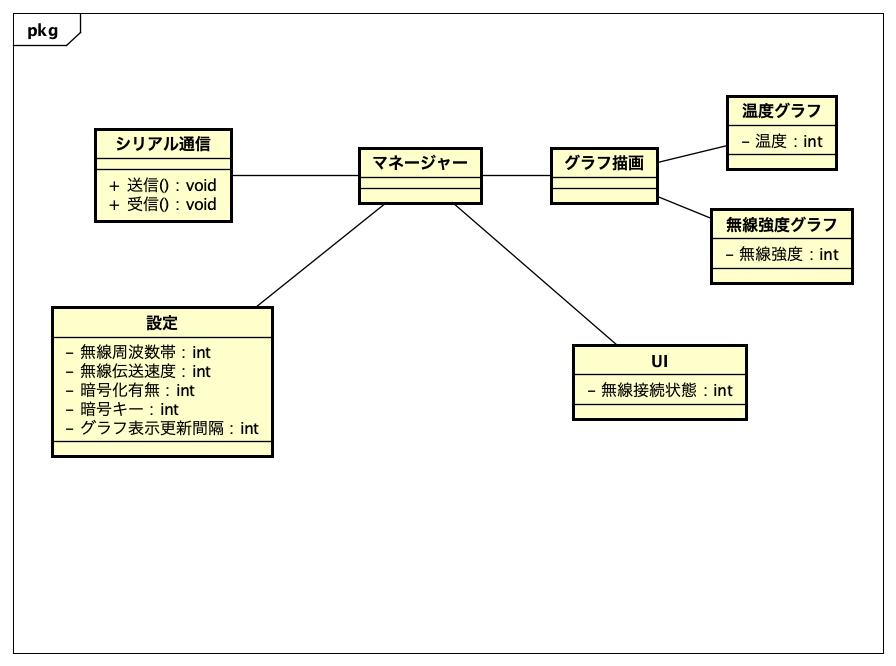 pkg
シリアル通信
+ 送信() : void
+ 受信() : void
マネージャー
グラフ描画
温度グラフ
- 温度 : int
無線強度グラフ
- 無線強度 : int
設定
- 無線周波数帯 : int
- 無線伝送速度 : int
- 暗号化有無 : int
- 暗号キー : int
- グラフ表示更新間隔 : int
UI
- 無線接続状態 : int